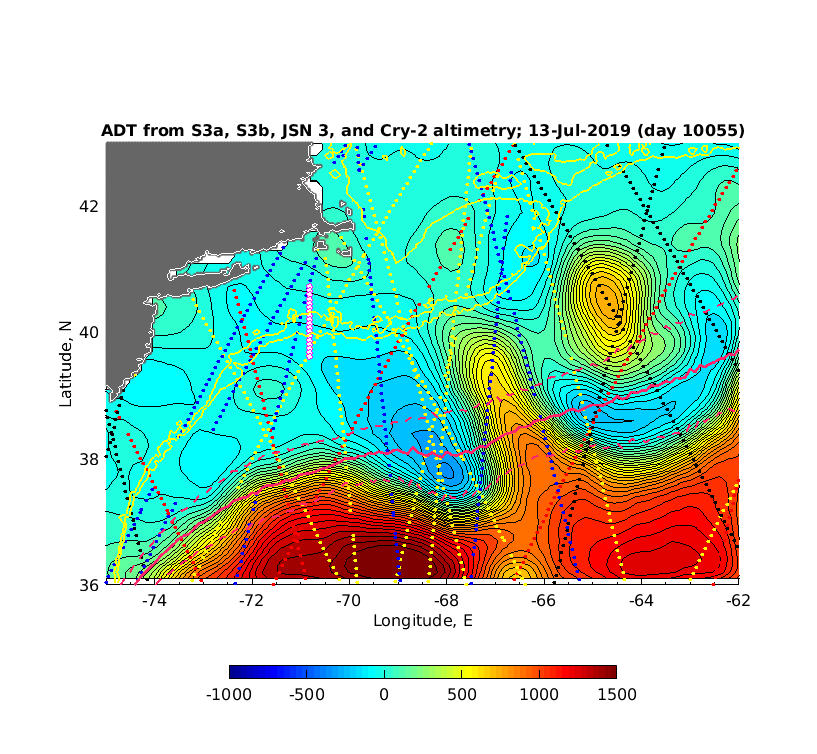 ADT from S3a, S3b, JSN 3, and Cry-2 altimetry; 13-Jul-2019 (day 10055)
42
40
38
36
Latitude, N
-74 -72 -70 -68 -66 -64 -62
Longitude, E
-1000 -500 0 500 1000 1500